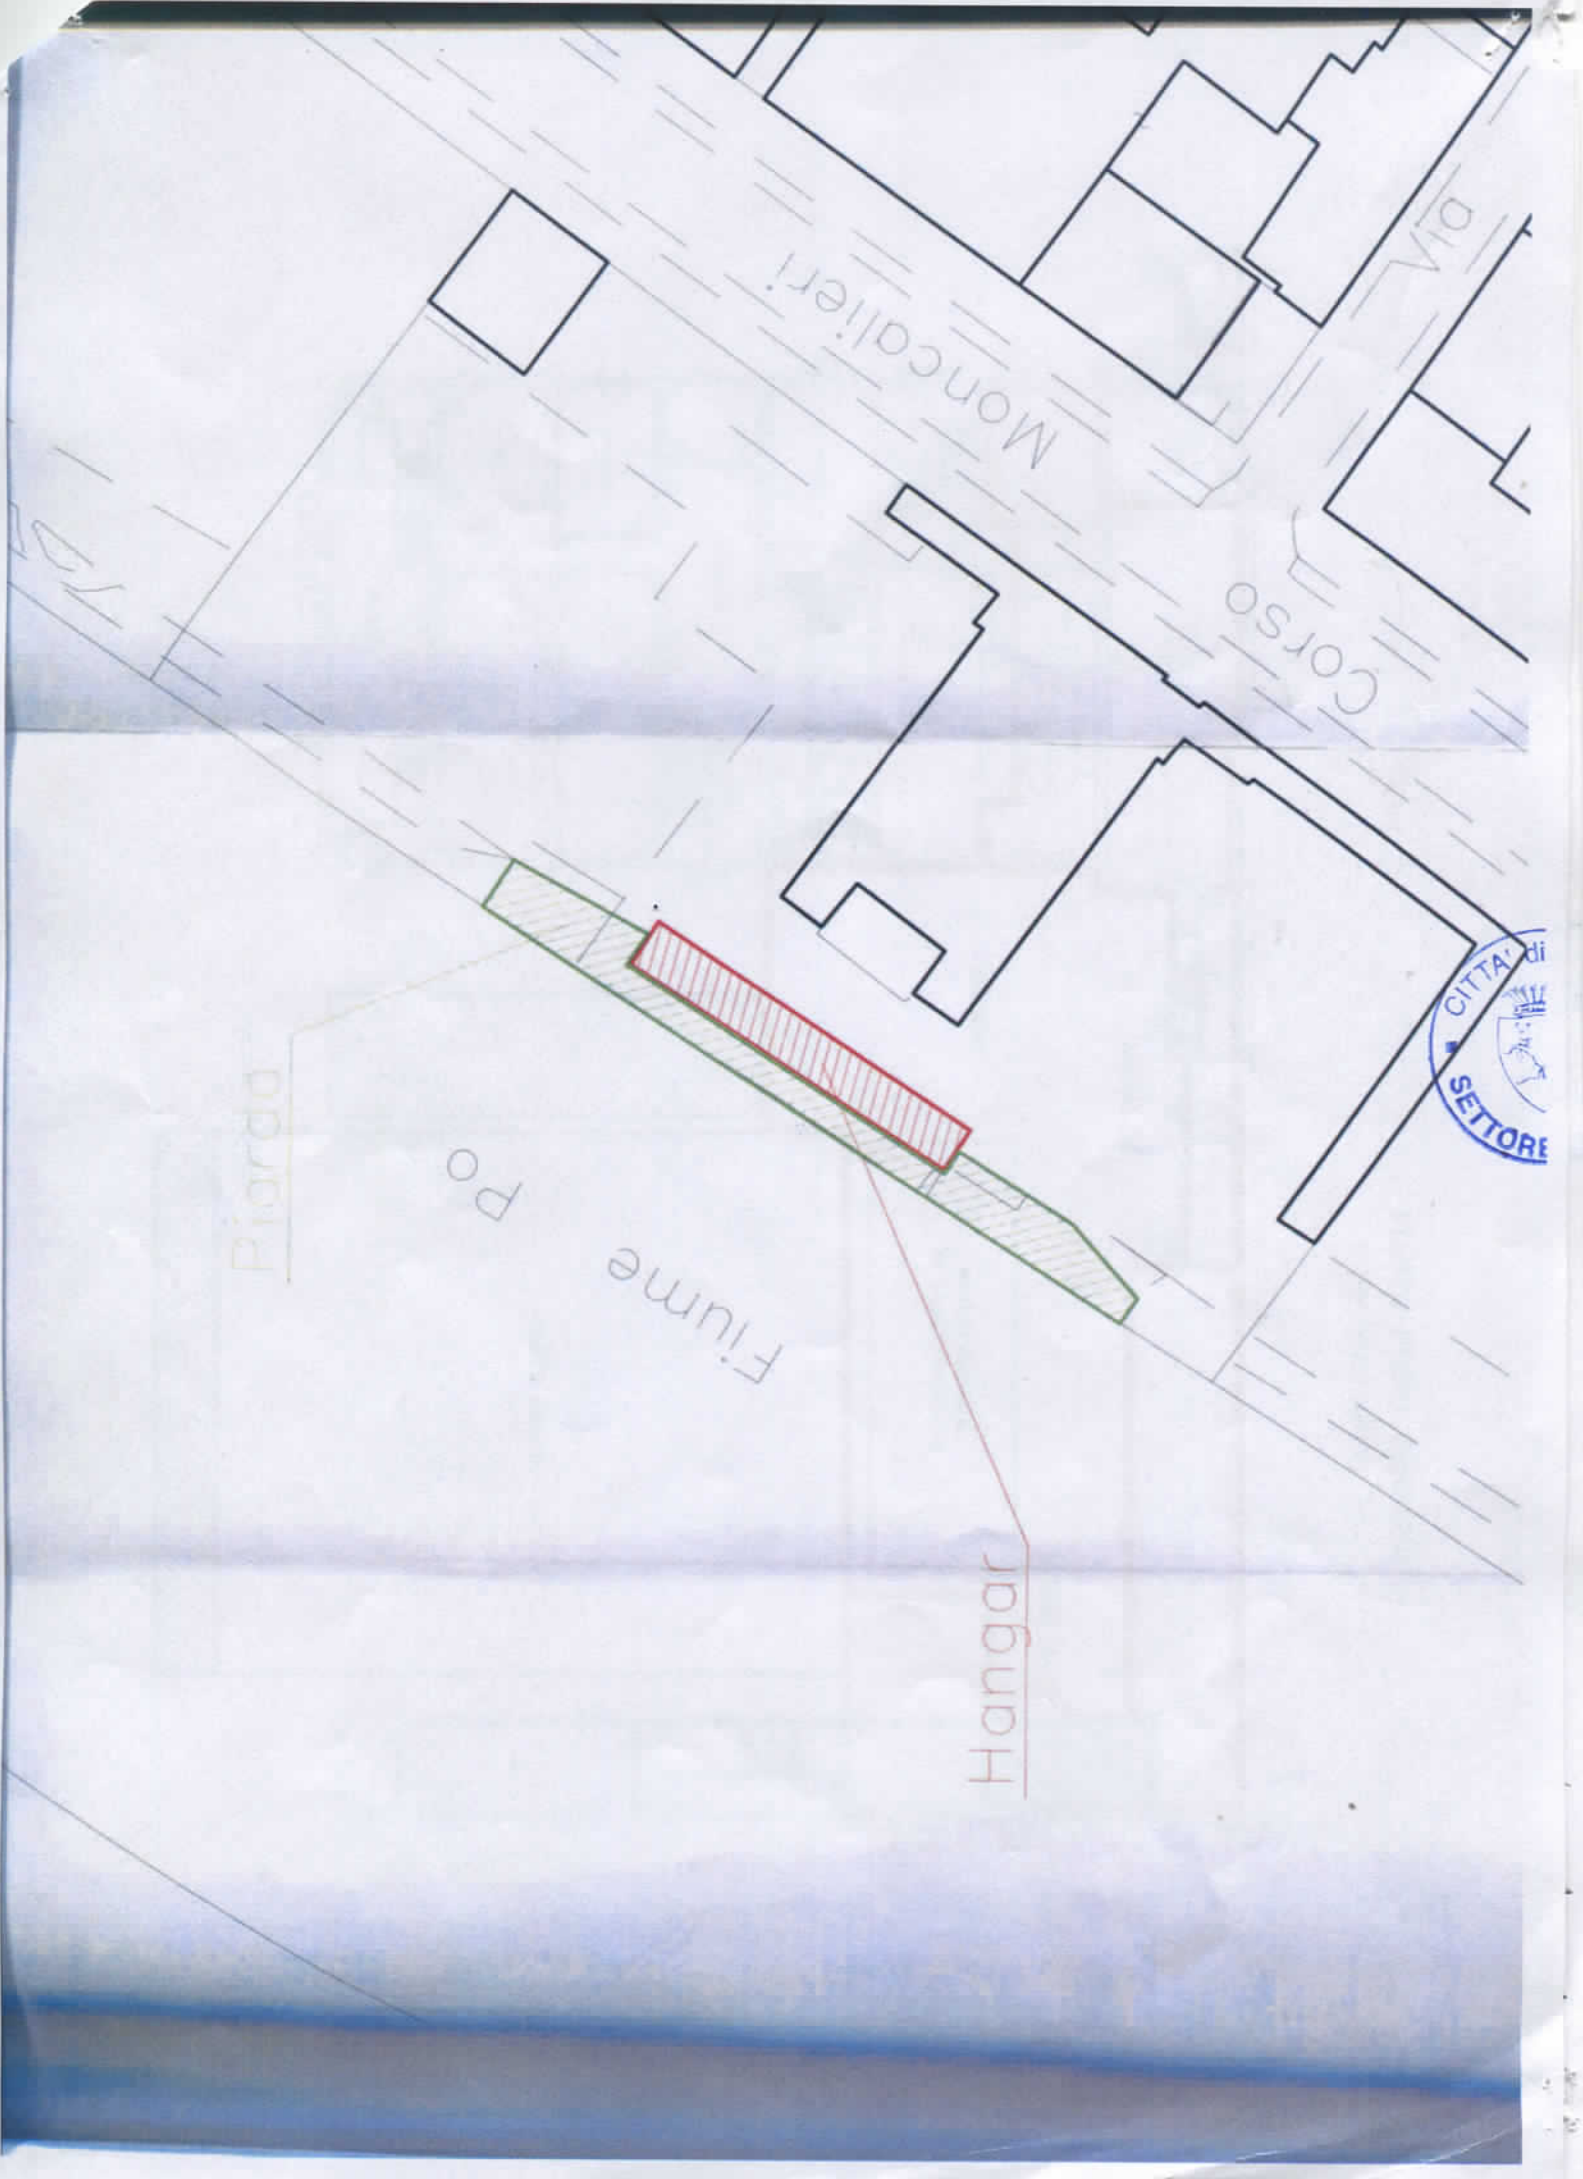 Via
Corso Moncalieri
Piarda
Fiume Po
Hangar
CITTA' di
SETTORE